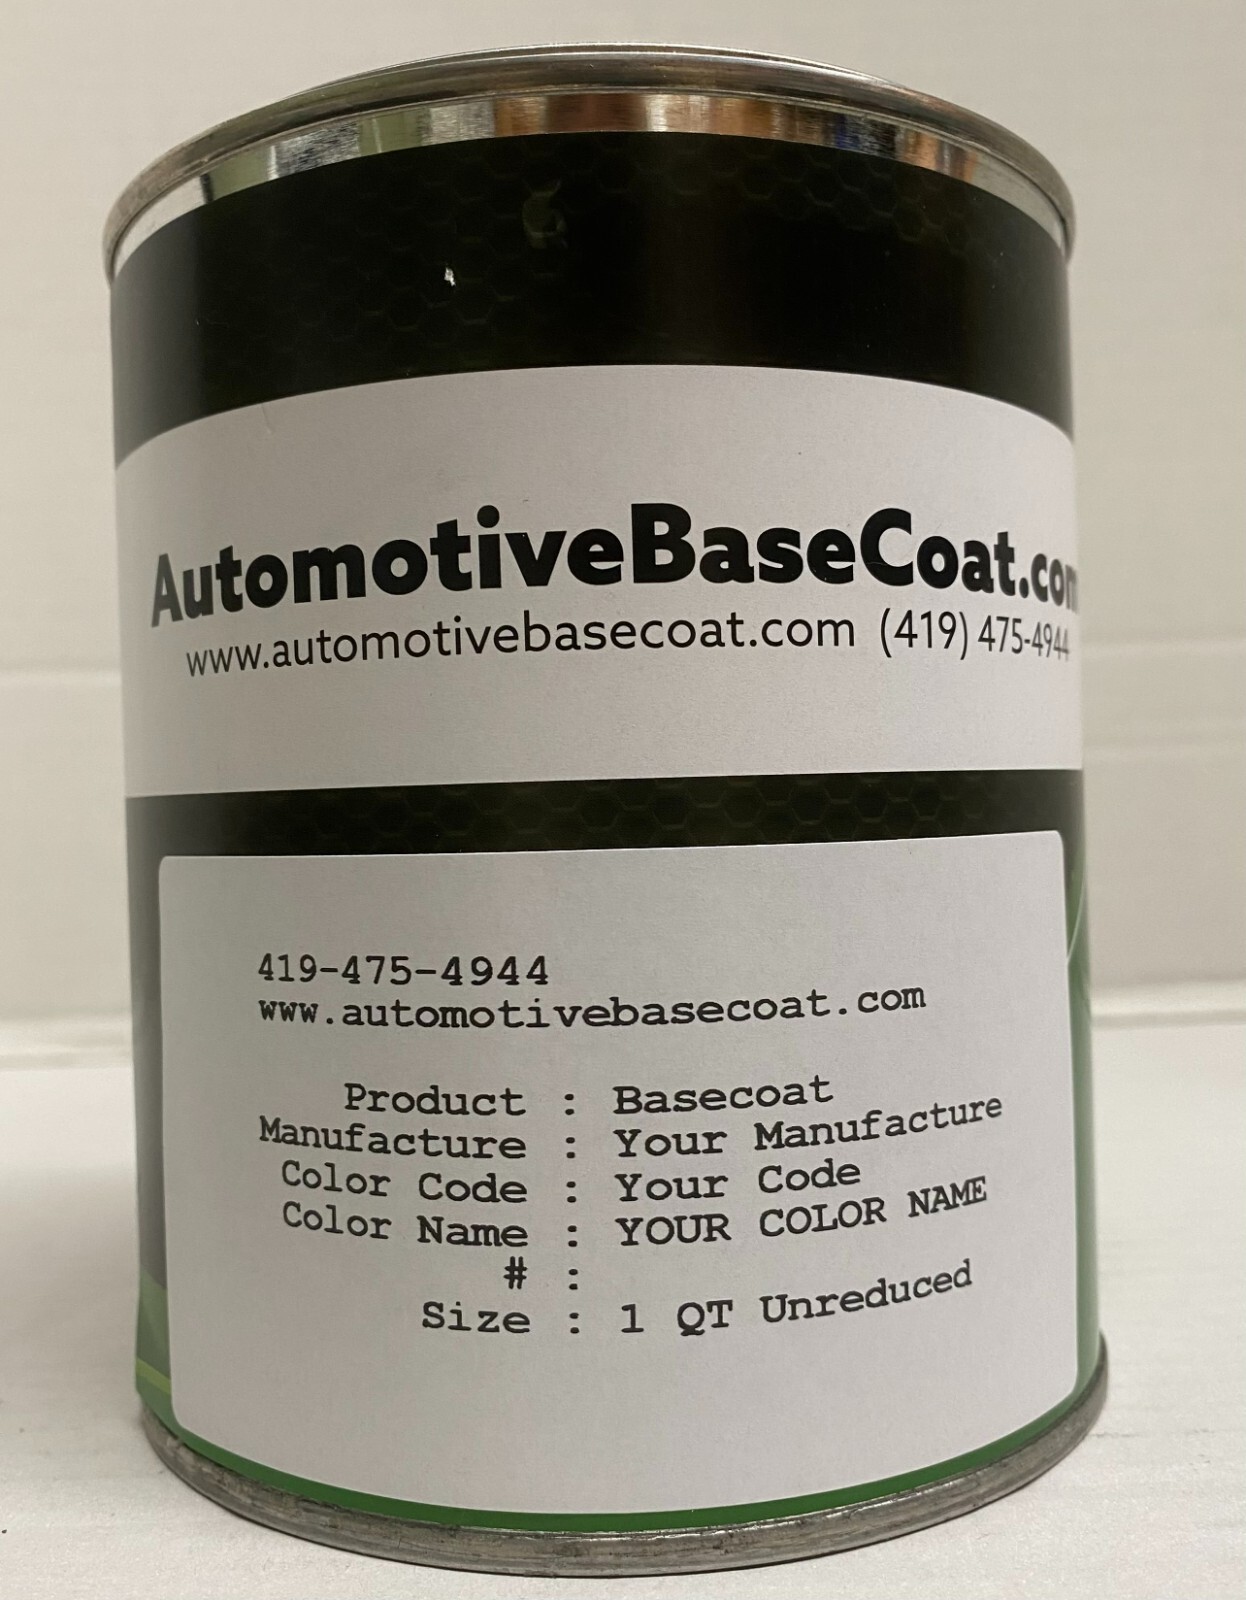 AutomotiveBaseCoat.com
www.automotivebasecoat.com (419) 475-4944
419-475-4944
www.automotivebasecoat.com
Product : Basecoat
Manufacture : Your Manufacture
Color Code : Your Code
Color Name : YOUR COLOR NAME
# :
Size : 1 QT Unreduced